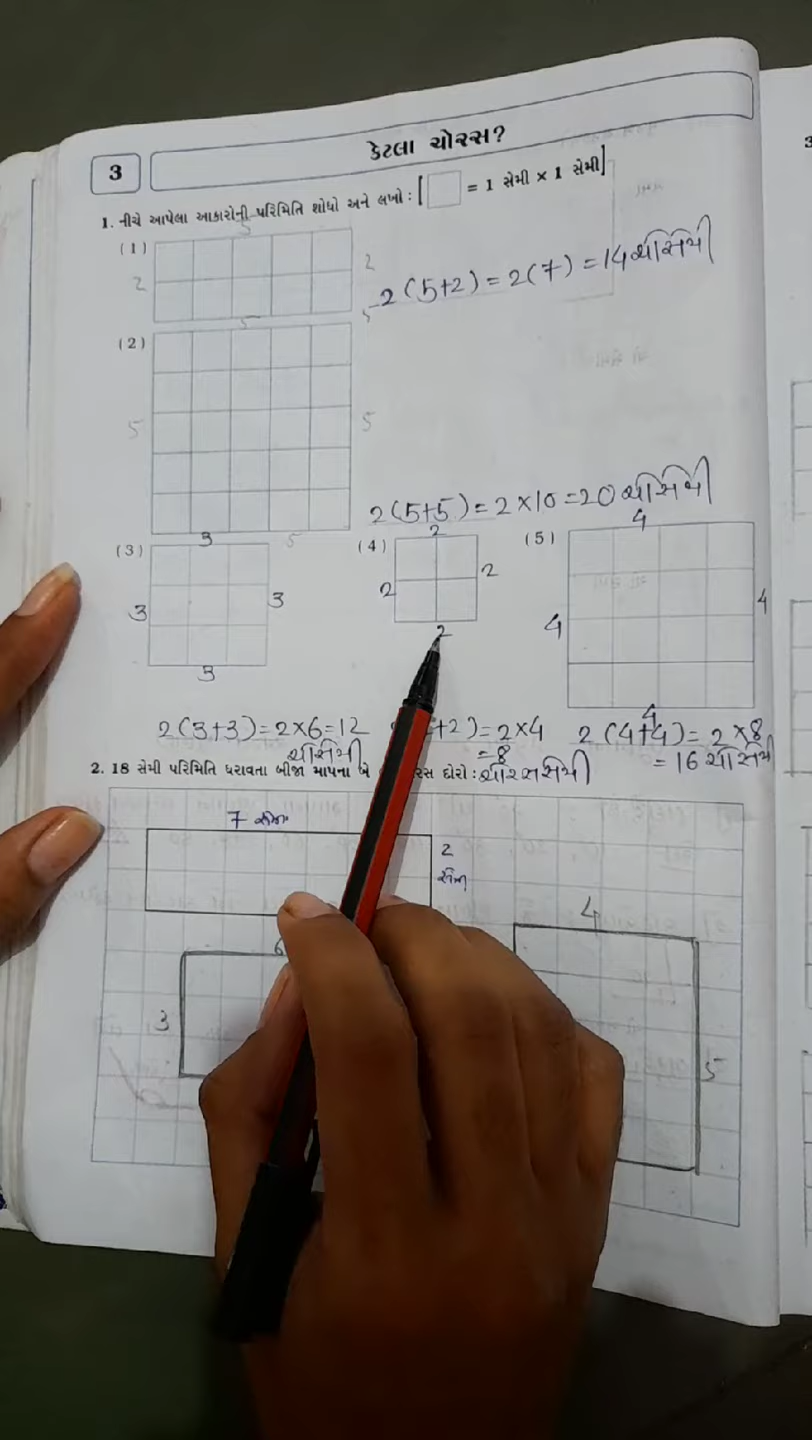 3
કેટલા ચોરસ?
1. નીચે આપેલા આકારોની પરિમિતિ શોધો અને લખો : [ = 1 સેમી × 1 સેમી]
(1)
5
2
2
5
2(5+2) = 2(7) = 14 ચોસેમી
(2)
5
5
5
5
2(5+5) = 2×10 = 20 ચોસેમી
(3)
3
3
3
3
2(3+3) = 2×6 = 12
ચોસેમી
(4)
2
2
2
2
+2) = 2×4
= 8
ચોરસસેમી
(5)
4
4
4
4
2(4+4) = 2×8
= 16 ચોસેમી
2. 18 સેમી પરિમિતિ ધરાવતા બીજા માપના બે દોરો :
7 સેમી
2
સેમી
6
3
4
5